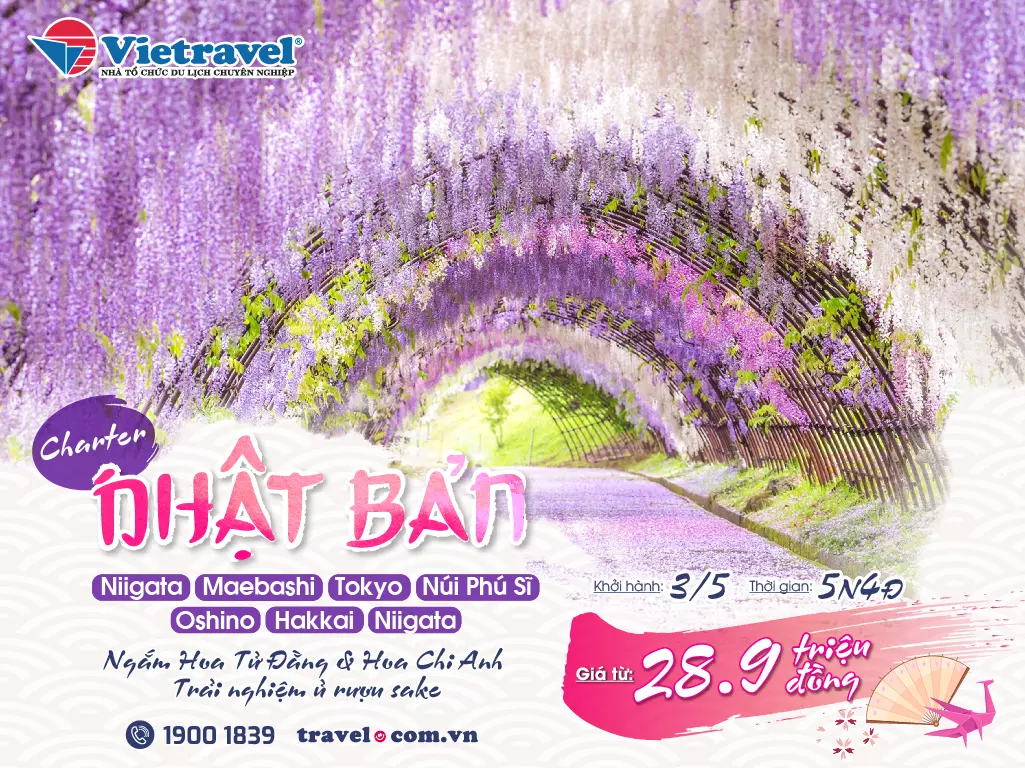 Vietravel®
NHÀ TỔ CHỨC DU LỊCH CHUYÊN NGHIỆP
Charter
NHẬT BẢN
Niigata Maebashi Tokyo Núi Phú Sĩ
Oshino Hakkai Niigata
Ngắm Hoa Tử Đằng & Hoa Chi Anh
Trải nghiệm ủ rượu sake
1900 1839 travel.com.vn
Khởi hành: 3/5 Thời gian: 5N4Đ
Giá từ: 28.9 triệu đồng